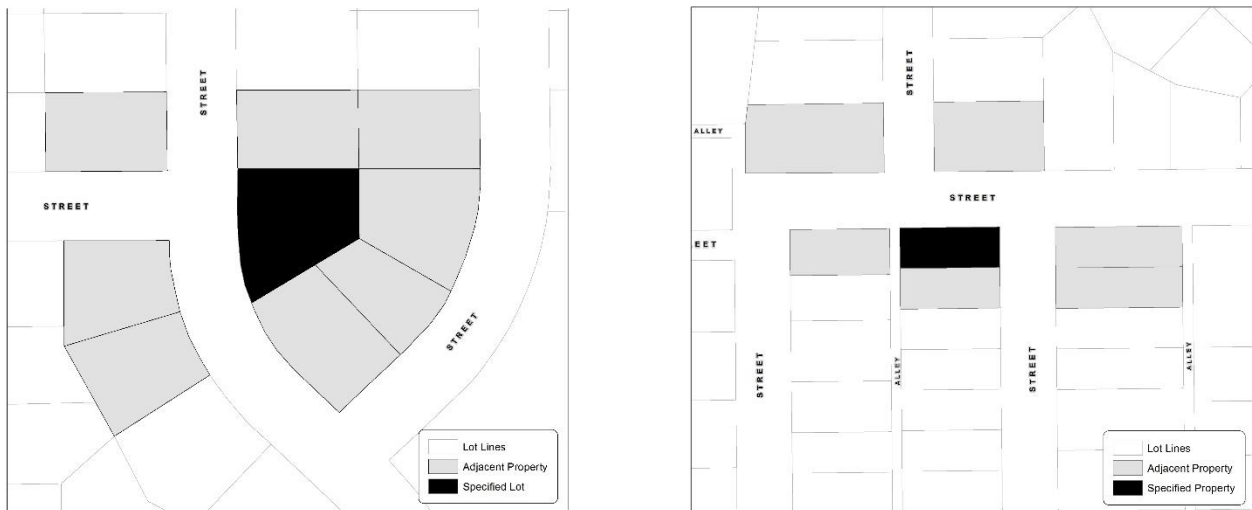 STREET
STREET
STREET
Lot Lines
Adjacent Property
Specified Lot
STREET
ALLEY
STREET
EET
STREET
ALLEY
STREET
ALLEY
Lot Lines
Adjacent Property
Specified Property